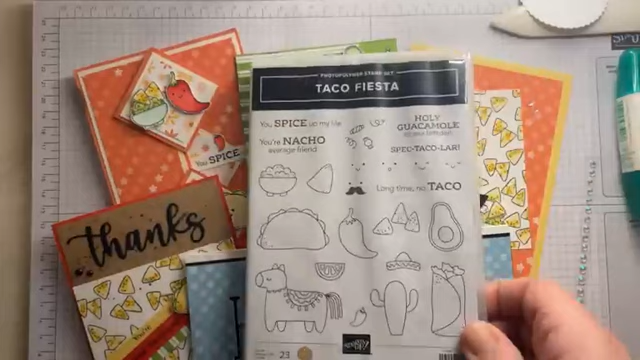 PHOTOPOLYMER STAMP SET
TACO FIESTA
You SPICE up my life
You're NACHO
average friend
HOLY
GUACAMOLE
SPEC-TACO-LAR!
Long time, no TACO
You SPICE
thanks
23